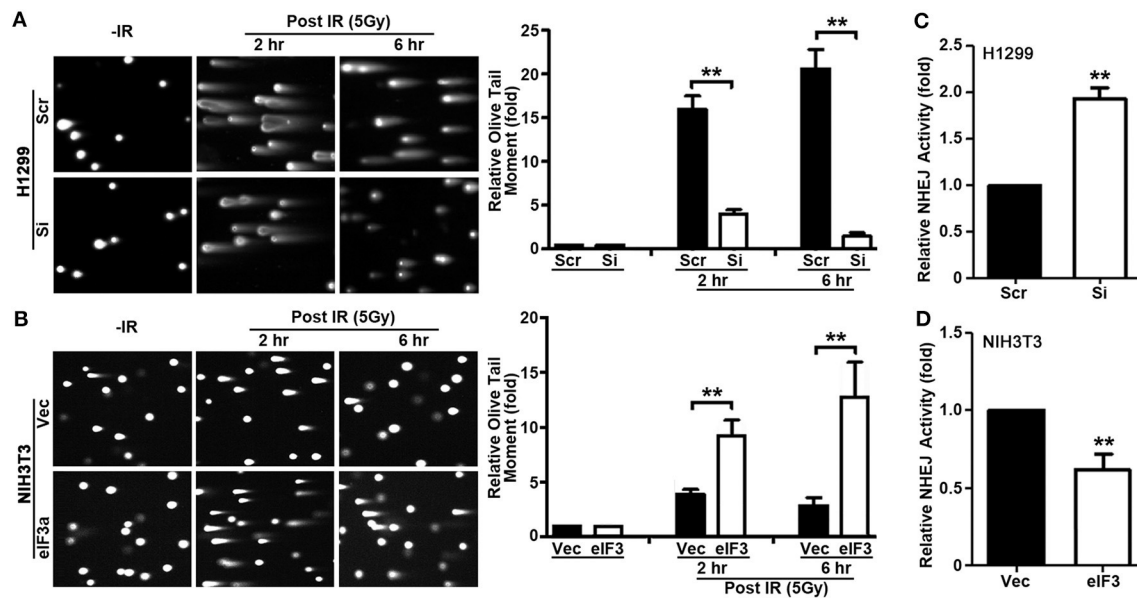 A
Post IR (5Gy)
-IR
2 hr
6 hr
H1299
Scr
Si
Relative Olive Tail
Moment (fold)
25
20
15
10
5
0
**
**
Scr Si
Scr Si
Scr Si
2 hr
6 hr
B
Post IR (5Gy)
-IR
2 hr
6 hr
NIH3T3
Vec
eIF3a
Relative Olive Tail
Moment (fold)
20
15
10
5
0
**
**
Vec eIF3
Vec eIF3
Vec eIF3
2 hr
6 hr
Post IR (5Gy)
C
H1299
Relative NHEJ Activity (fold)
2.5
2.0
1.5
1.0
0.5
0
**
Scr
Si
D
NIH3T3
Relative NHEJ Activity (fold)
1.5
1.0
0.5
0
**
Vec
eIF3